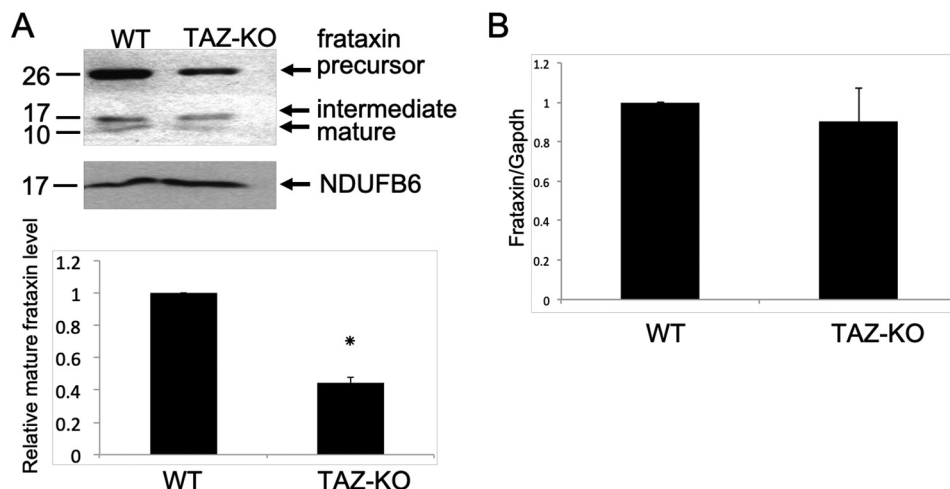 A
WT TAZ-KO frataxin
26 precursor
17 intermediate
10 mature
17 NDUFB6
Relative mature frataxin level
1.2
1
0.8
0.6
0.4
0.2
0
*
WT TAZ-KO
B
Frataxin/Gapdh
1.2
1
0.8
0.6
0.4
0.2
0
WT TAZ-KO